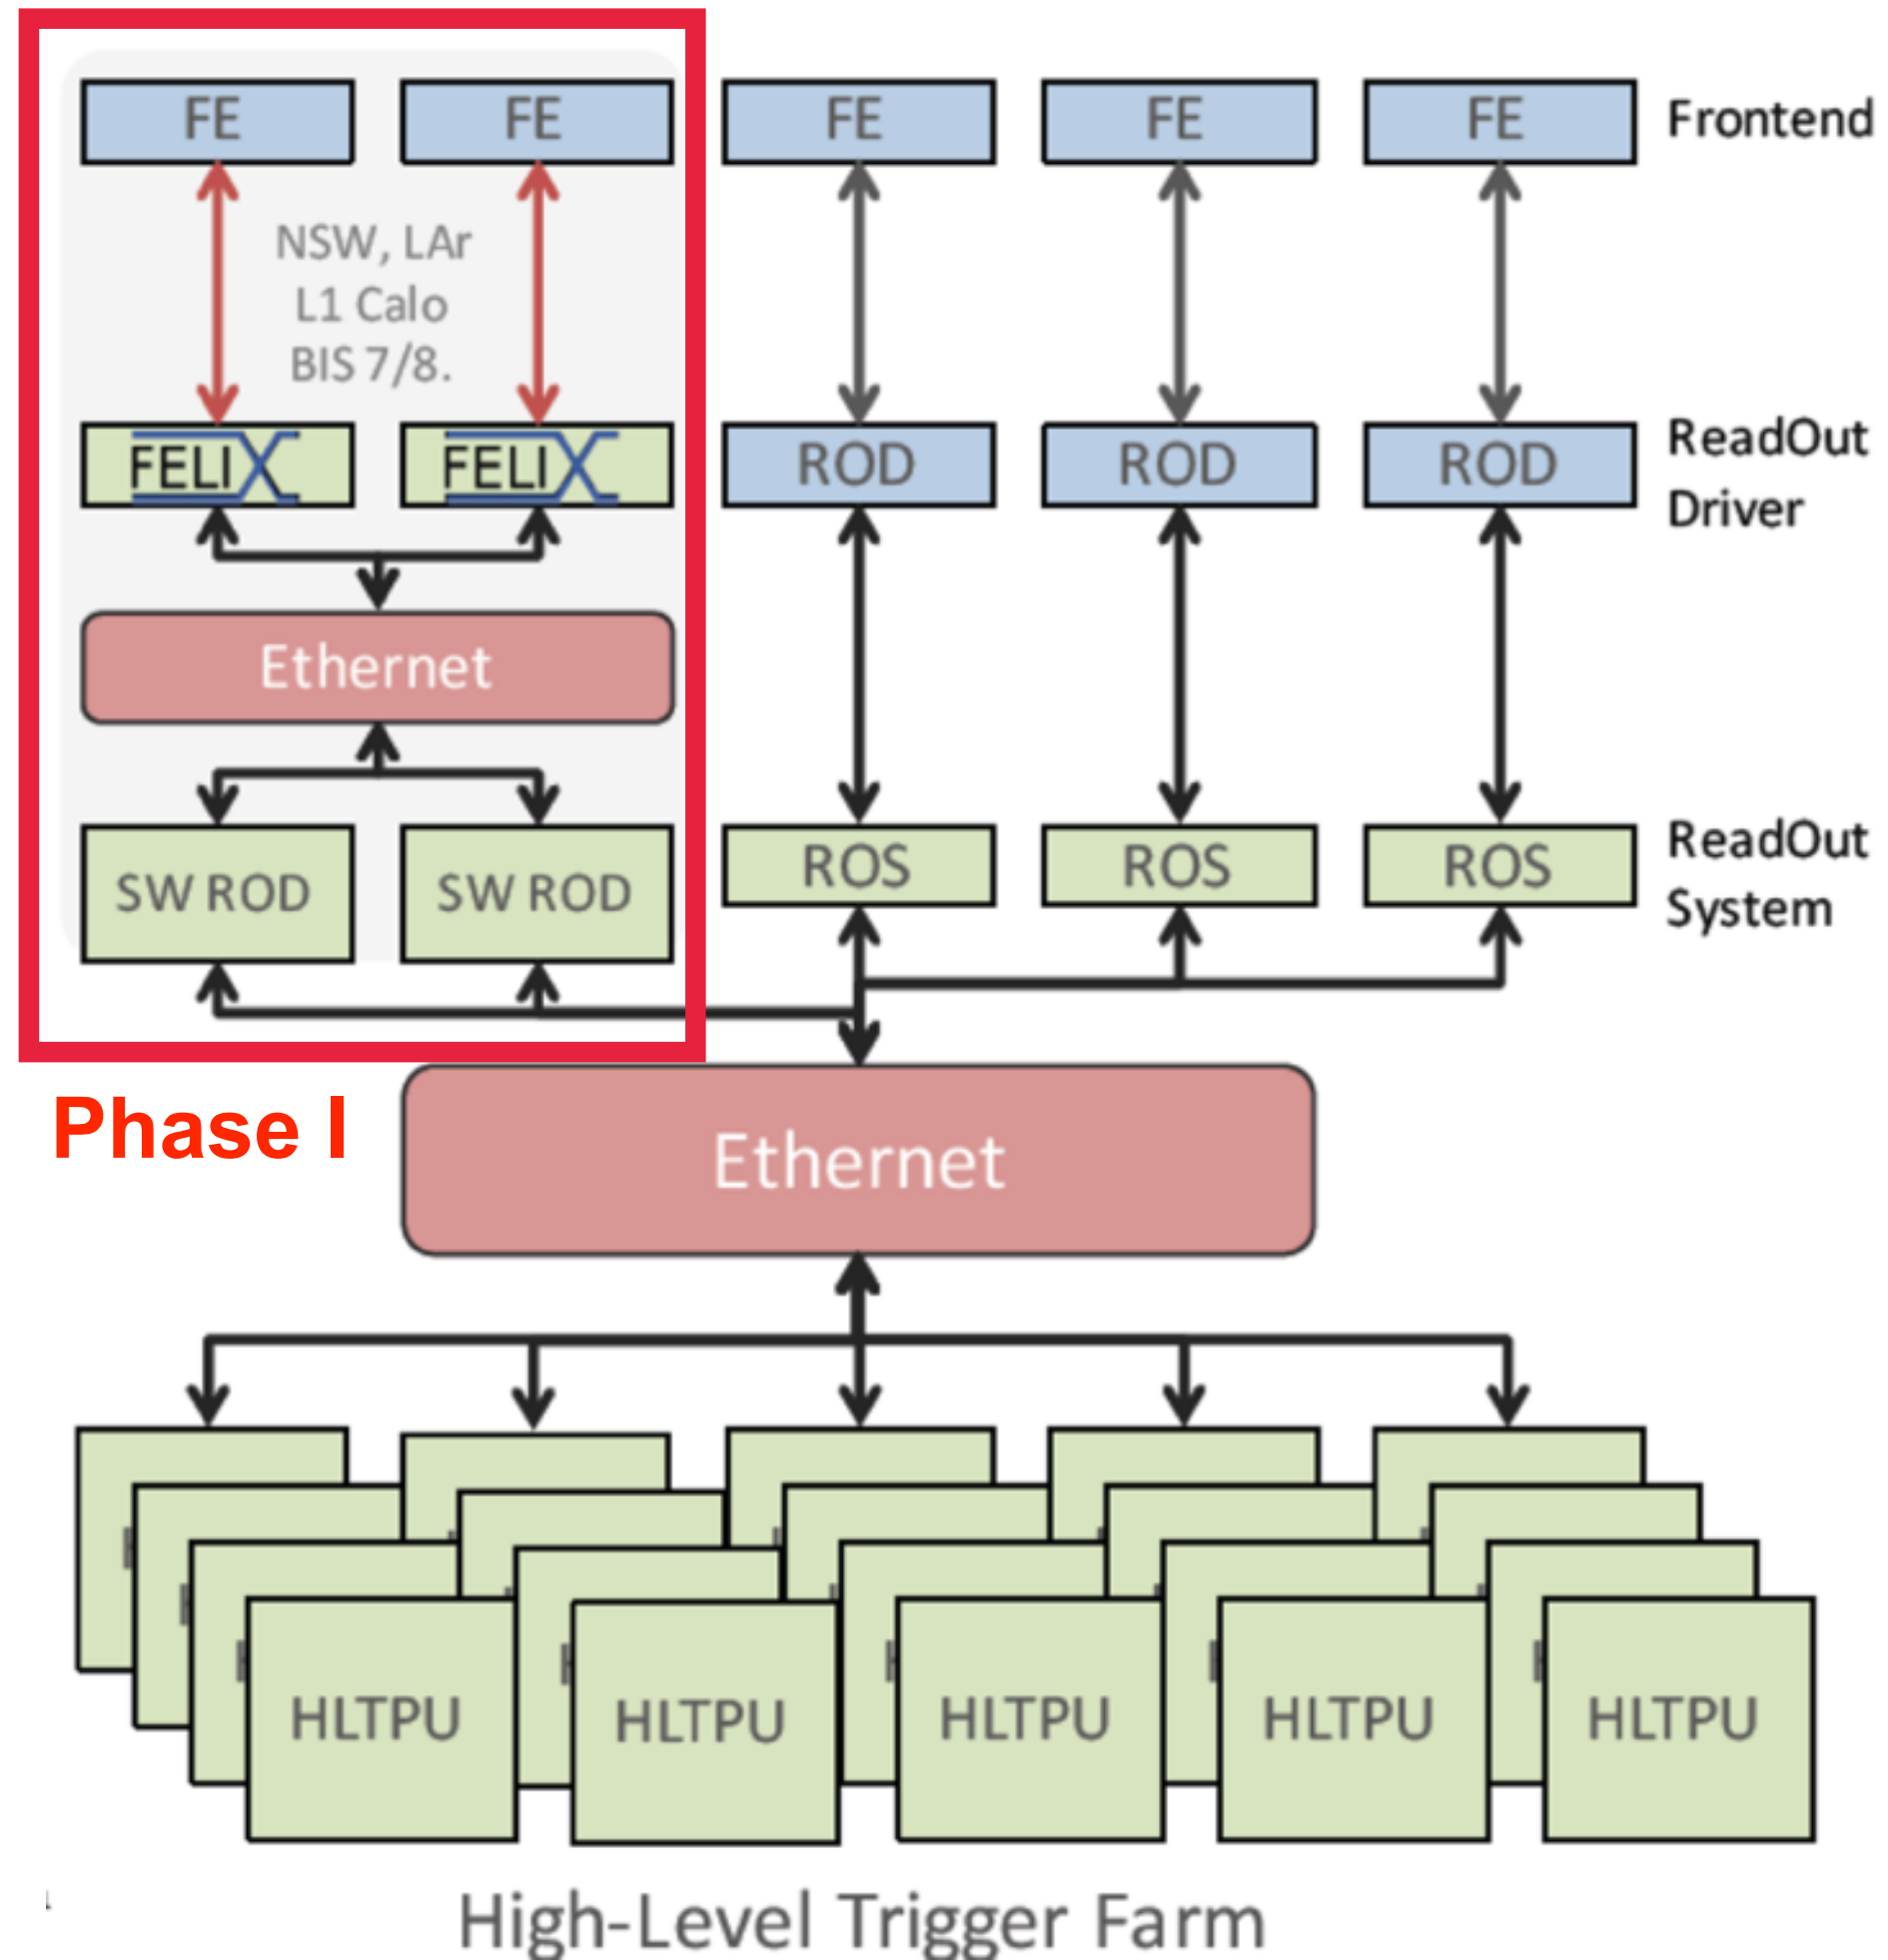 FE FE FE FE FE Frontend
NSW, LAr
L1 Calo
BIS 7/8.
FELIX FELIX ROD ROD ROD ReadOut
Driver
Ethernet
SW ROD SW ROD ROS ROS ROS ReadOut
System
Phase I
Ethernet
HLTPU HLTPU HLTPU HLTPU HLTPU
High-Level Trigger Farm